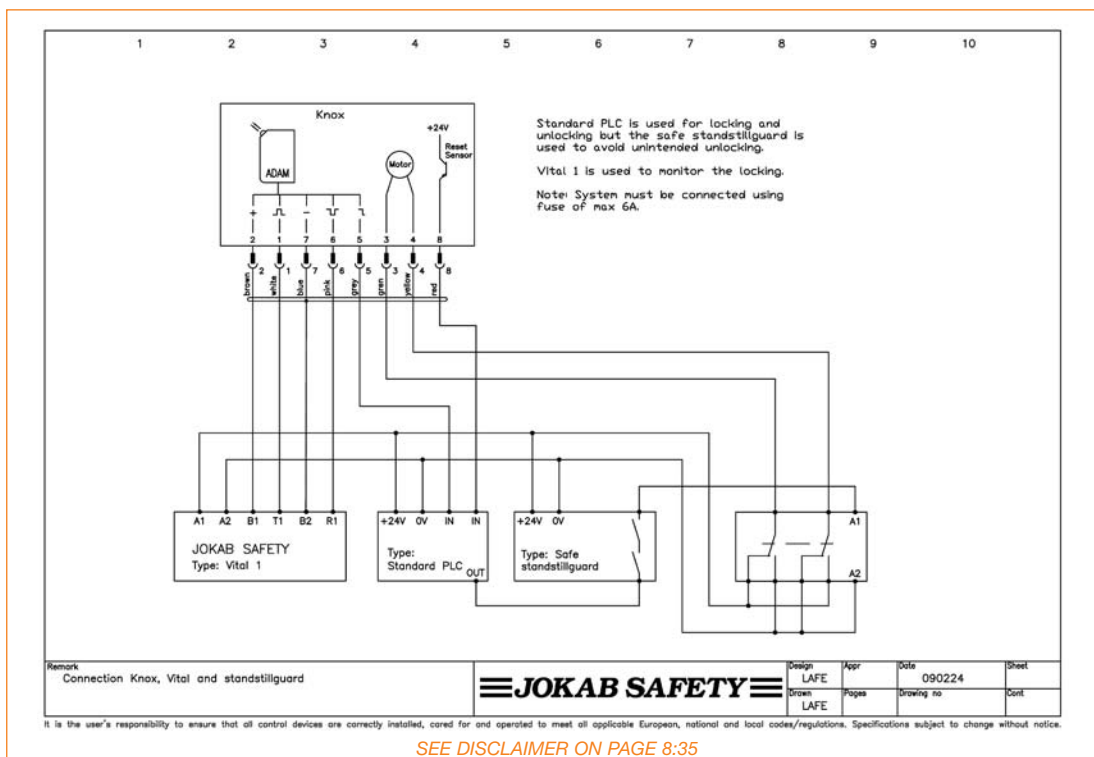 1 2 3 4 5 6 7 8 9 10
Knox
+24V
Reset
Sensor
Motor
ADAM
+ −
2 1 7 6 5 3 4 8
2 1 7 6 5 3 4 8
brown white blue pink grey gren yellow red
Standard PLC is used for locking and
unlocking but the safe standstillguard is
used to avoid unintended unlocking.
Vital 1 is used to monitor the locking.
Note: System must be connected using
fuse of max 6A.
A1 A2 B1 T1 B2 R1
JOKAB SAFETY
Type: Vital 1
+24V 0V IN IN
Type:
Standard PLC
OUT
+24V 0V
Type: Safe
standstillguard
A1
A2
Remark
Connection Knox, Vital and standstillguard
JOKAB SAFETY
Design Appr Date Sheet
LAFE 090224
Drawn Pages Drawing no Cont
LAFE
It is the user's responsibility to ensure that all control devices are correctly installed, cared for and operated to meet all applicable European, national and local codes/regulations. Specifications subject to change without notice.
SEE DISCLAIMER ON PAGE 8:35